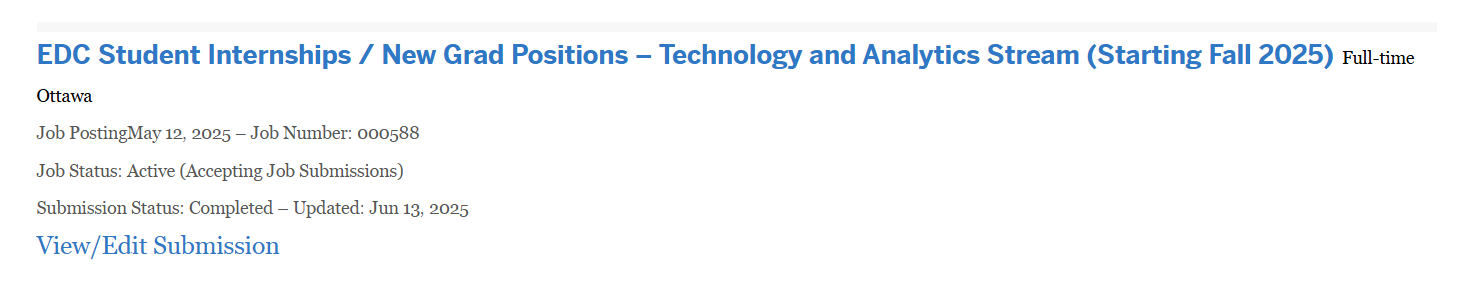 EDC Student Internships / New Grad Positions – Technology and Analytics Stream (Starting Fall 2025) Full-time
Ottawa
Job PostingMay 12, 2025 – Job Number: 000588
Job Status: Active (Accepting Job Submissions)
Submission Status: Completed – Updated: Jun 13, 2025
View/Edit Submission